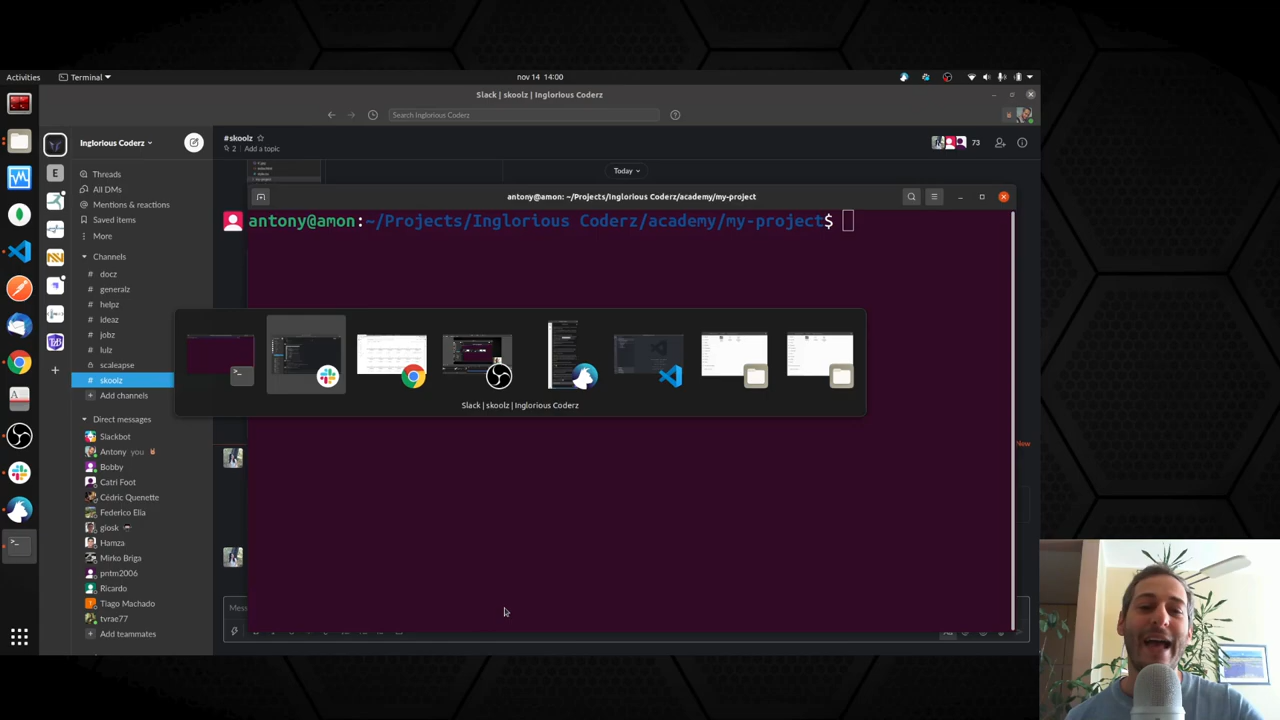 Activities
Terminal
nov 14 14:00
Slack | skoolz | Inglorious Coderz
Search Inglorious Coderz
Inglorious Coderz
#skoolz
2 Add a topic
73
Today
Threads
All DMs
Mentions & reactions
Saved items
More
Channels
# docz
# generalz
# helpz
# ideaz
# jobz
# lulz
scaleapse
# skoolz
Add channels
Direct messages
Slackbot
Antony you
Bobby
Catri Foot
Cédric Quenette
Federico Elia
giosk
Hamza
Mirko Briga
pntm2006
Ricardo
Tiago Machado
tvrae77
Add teammates
E
antony@amon: ~/Projects/Inglorious Coderz/academy/my-project
antony@amon:~/Projects/Inglorious Coderz/academy/my-project$
Slack | skoolz | Inglorious Coderz
New
Mess